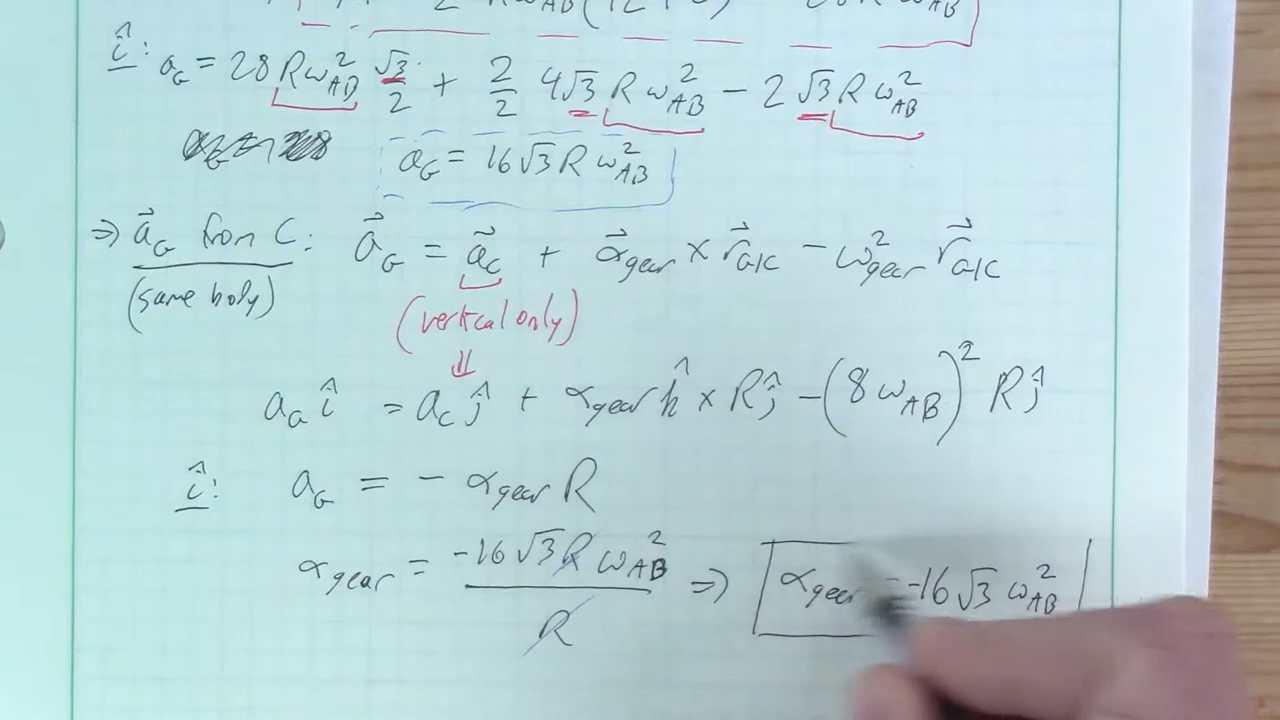 î: a_G = 28 Rω_AB² √3/2 + 2/2 4√3 R ω_AB² − 2√3 R ω_AB²
a_G = 16√3 R ω_AB²
⇒ a⃗_G from C: a⃗_G = a⃗_C + α⃗_gear × r⃗_G/C − ω_gear² r⃗_G/C
(same body)
(vertical only)
⇓
a_G î = a_C ĵ + α_gear k̂ × R ĵ − (8 ω_AB)² R ĵ
î: a_G = − α_gear R
α_gear = −16√3 R ω_AB² / R ⇒ α_gear = −16√3 ω_AB²